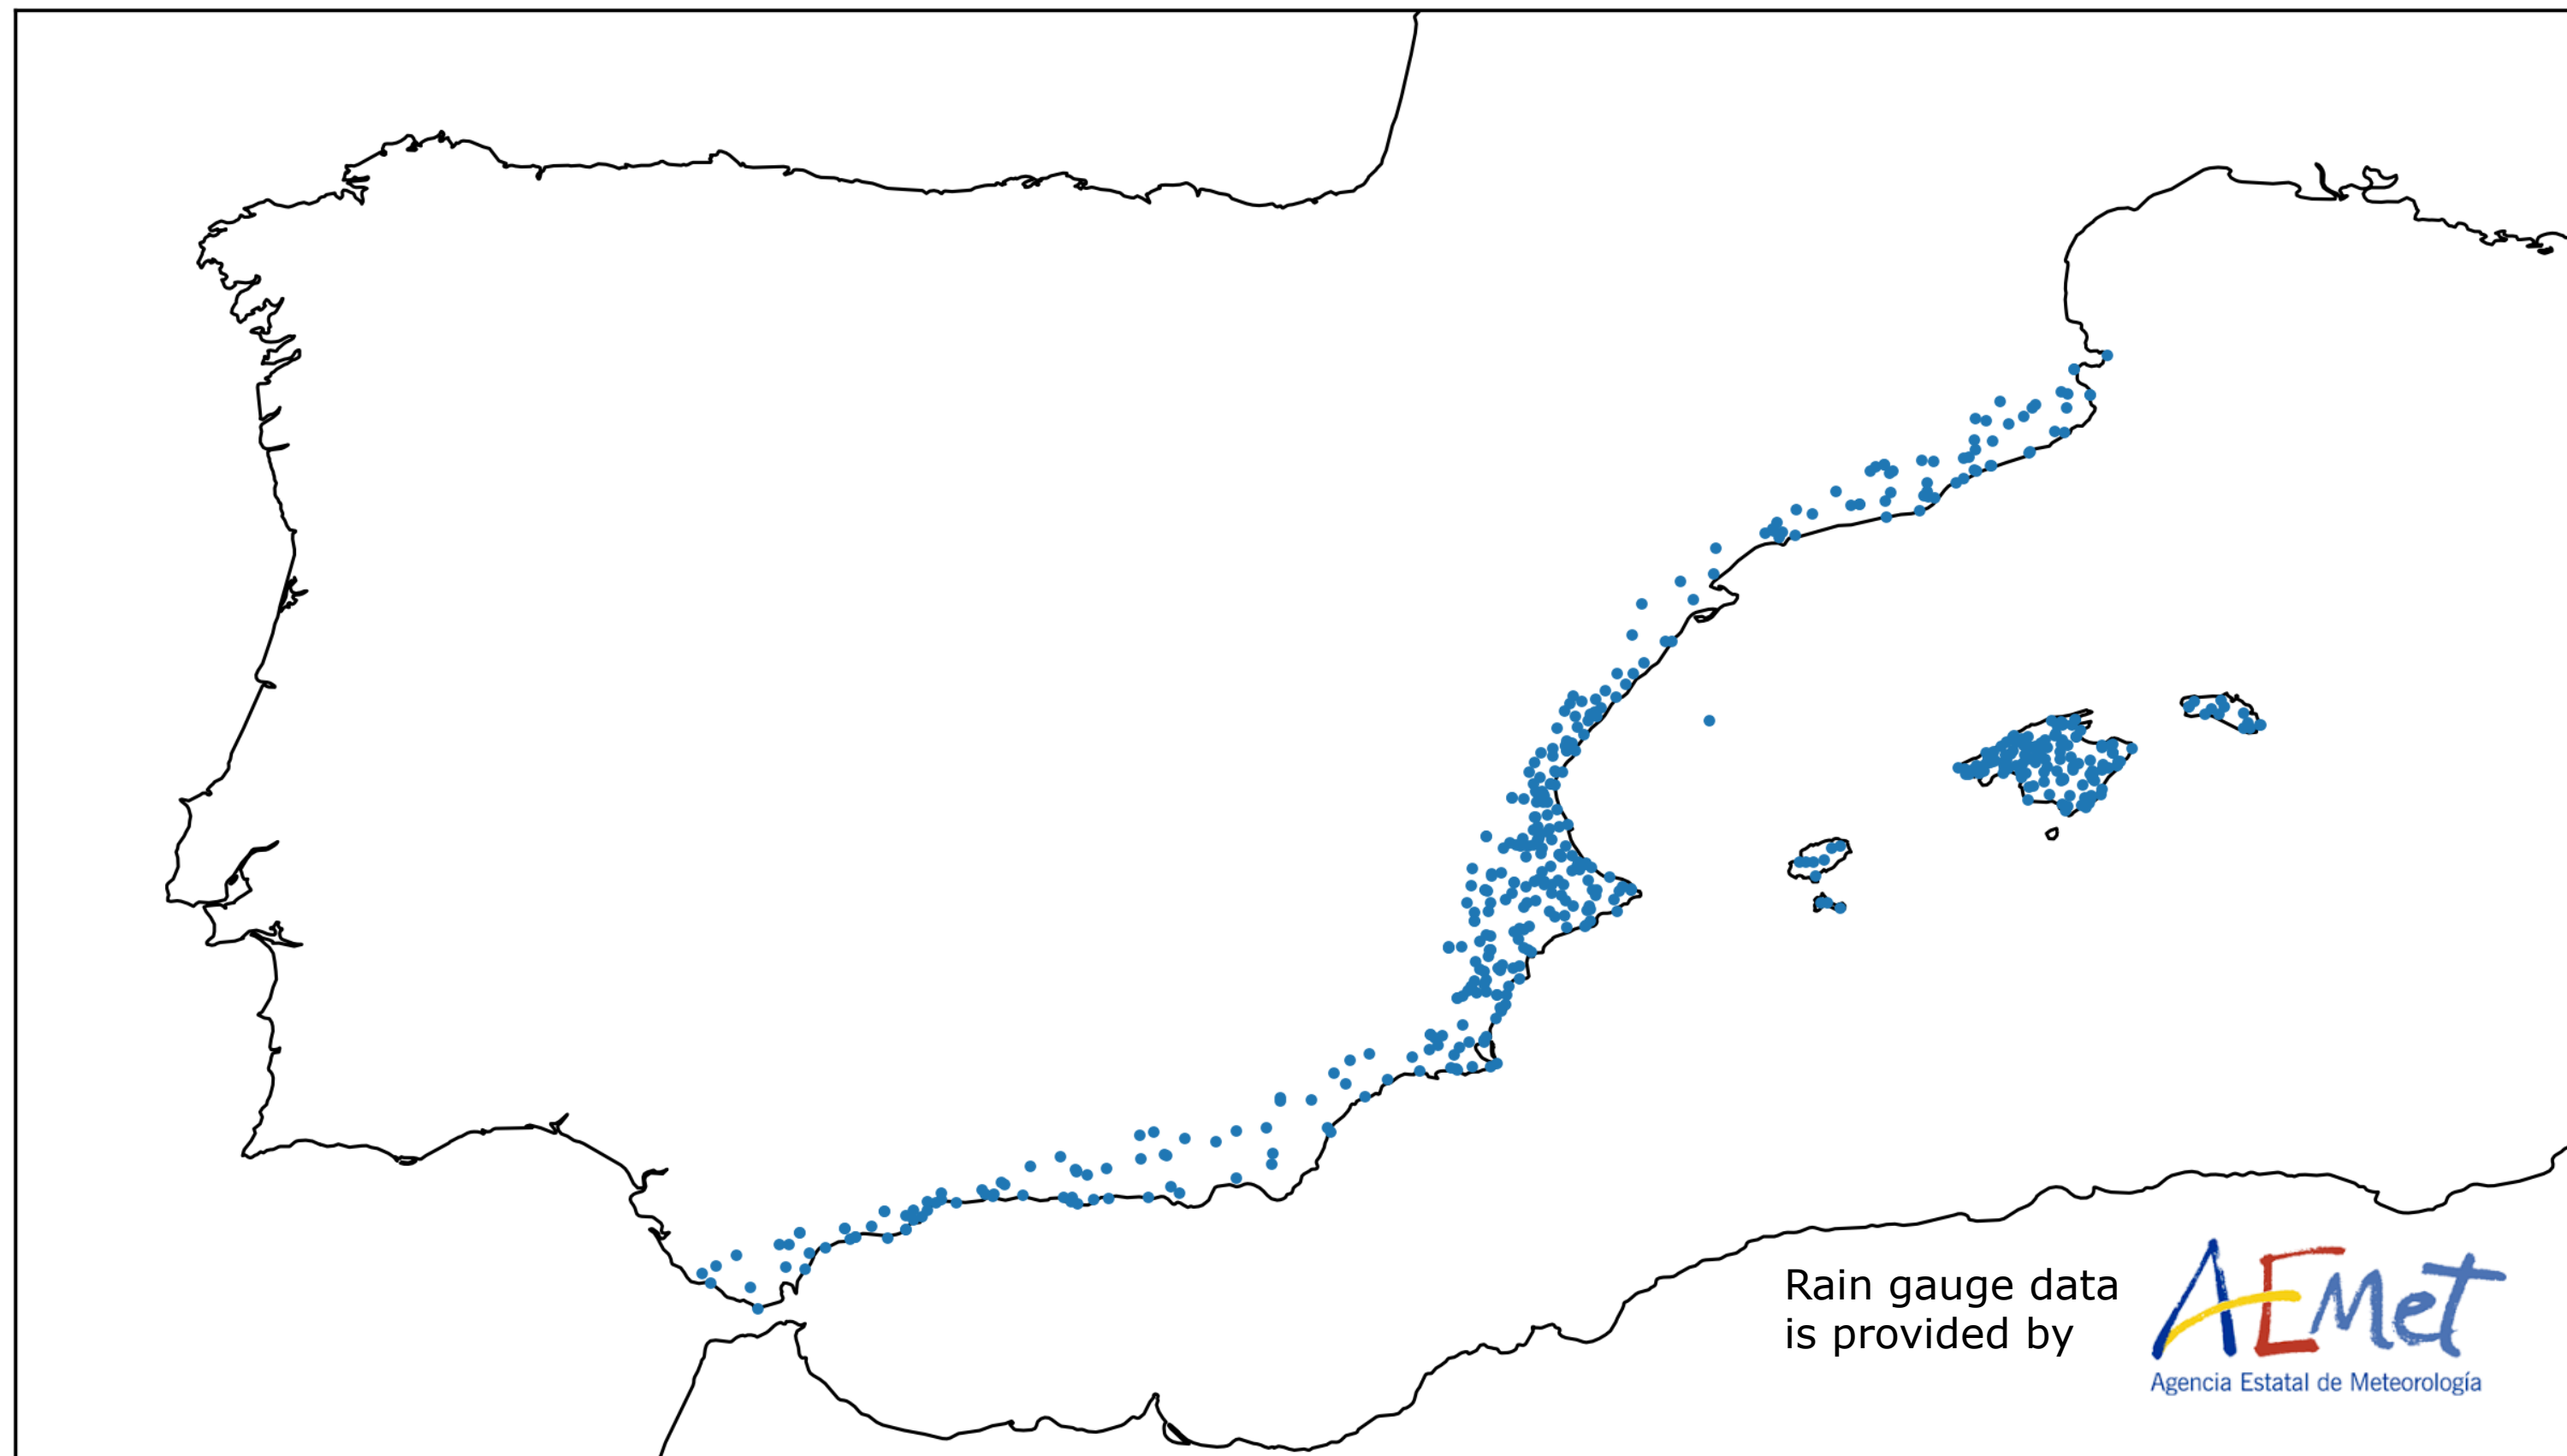 Rain gauge data
is provided by
AEMet
Agencia Estatal de Meteorología